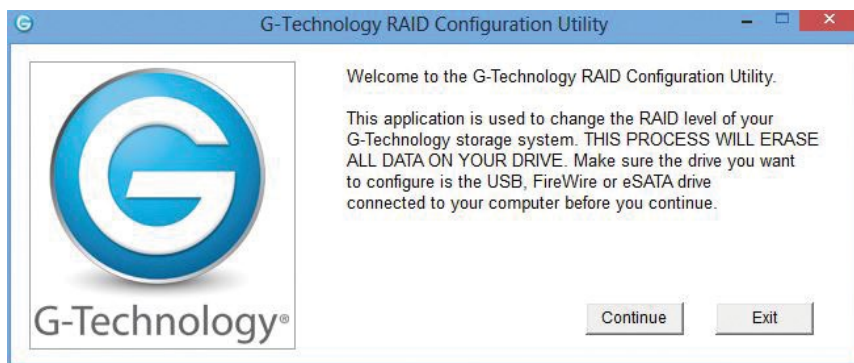 G-Technology RAID Configuration Utility
Welcome to the G-Technology RAID Configuration Utility.
This application is used to change the RAID level of your
G-Technology storage system. THIS PROCESS WILL ERASE
ALL DATA ON YOUR DRIVE. Make sure the drive you want
to configure is the USB, FireWire or eSATA drive
connected to your computer before you continue.
G-Technology®
Continue Exit